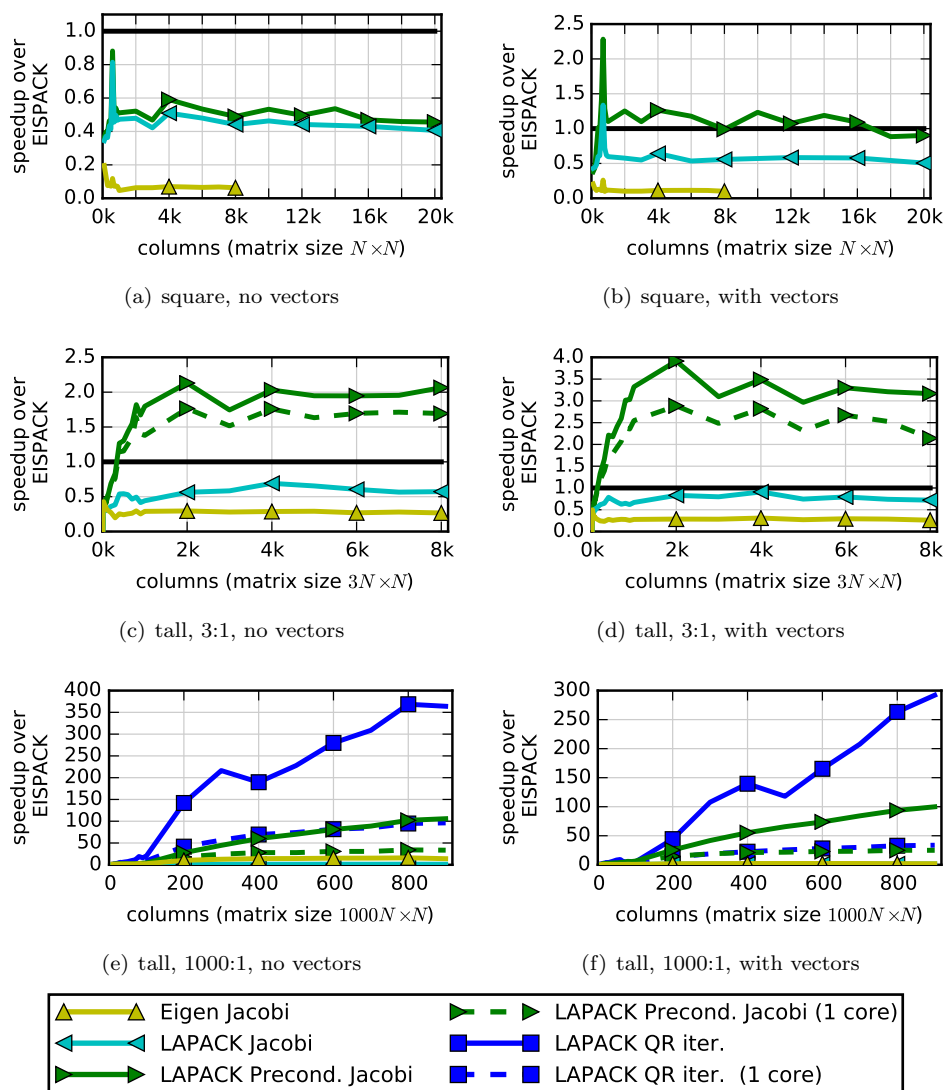 speedup over
EISPACK
1.0
0.8
0.6
0.4
0.2
0.0
0k 4k 8k 12k 16k 20k
columns (matrix size N×N)
(a) square, no vectors
speedup over
EISPACK
2.5
2.0
1.5
1.0
0.5
0.0
0k 4k 8k 12k 16k 20k
columns (matrix size N×N)
(b) square, with vectors
speedup over
EISPACK
2.5
2.0
1.5
1.0
0.5
0.0
0k 2k 4k 6k 8k
columns (matrix size 3N×N)
(c) tall, 3:1, no vectors
speedup over
EISPACK
4.0
3.5
3.0
2.5
2.0
1.5
1.0
0.5
0.0
0k 2k 4k 6k 8k
columns (matrix size 3N×N)
(d) tall, 3:1, with vectors
speedup over
EISPACK
400
350
300
250
200
150
100
50
0
0 200 400 600 800
columns (matrix size 1000N×N)
(e) tall, 1000:1, no vectors
speedup over
EISPACK
300
250
200
150
100
50
0
0 200 400 600 800
columns (matrix size 1000N×N)
(f) tall, 1000:1, with vectors
Eigen Jacobi
LAPACK Jacobi
LAPACK Precond. Jacobi
LAPACK Precond. Jacobi (1 core)
LAPACK QR iter.
LAPACK QR iter. (1 core)